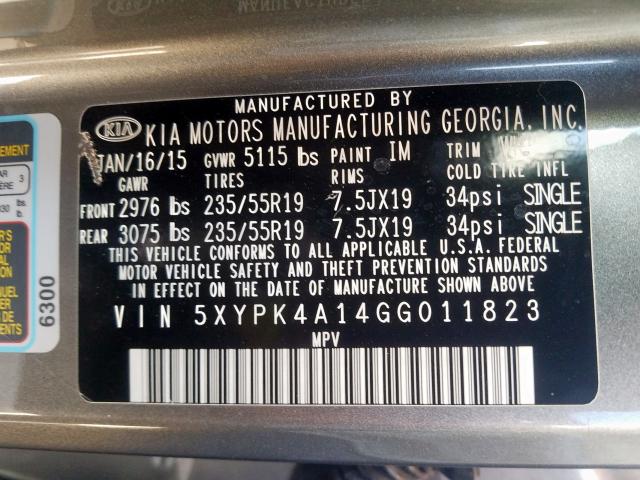 MANUFACTURED BY
KIA KIA MOTORS MANUFACTURING GEORGIA, INC.
JAN/16/15 GVWR 5115 lbs PAINT IM TRIM
GAWR TIRES RIMS COLD TIRE INFL
FRONT 2976 lbs 235/55R19 7.5JX19 34psi SINGLE
REAR 3075 lbs 235/55R19 7.5JX19 34psi SINGLE
THIS VEHICLE CONFORMS TO ALL APPLICABLE U.S.A. FEDERAL
MOTOR VEHICLE SAFETY AND THEFT PREVENTION STANDARDS
IN EFFECT ON THE DATE OF MANUFACTURE SHOWN ABOVE.
VIN 5XYPK4A14GG011823
MPV
6300